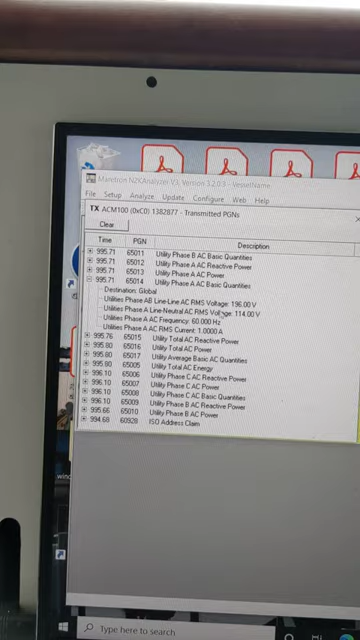 Maretron N2KAnalyzer V3, Version 3.2.0.3 - VesselName
File Setup Analyze Update Configure Web Help
TX ACM100 (0xC0) 1382877 - Transmitted PGNs
Clear
Time PGN Description
995.71 65011 Utility Phase B AC Basic Quantities
995.71 65012 Utility Phase A AC Reactive Power
995.71 65013 Utility Phase A AC Power
995.71 65014 Utility Phase A AC Basic Quantities
Destination: Global
Utilities Phase AB Line-Line AC RMS Voltage: 196.00 V
Utilities Phase A Line-Neutral AC RMS Voltage: 114.00 V
Utilities Phase A AC Frequency: 60.000 Hz
Utilities Phase A AC RMS Current: 1.0000 A
995.76 65015 Utility Total AC Reactive Power
995.80 65016 Utility Total AC Power
995.80 65017 Utility Average Basic AC Quantities
995.80 65005 Utility Total AC Energy
996.10 65006 Utility Phase C AC Reactive Power
996.10 65007 Utility Phase C AC Power
996.10 65008 Utility Phase C AC Basic Quantities
996.10 65009 Utility Phase B AC Reactive Power
995.66 65010 Utility Phase B AC Power
994.68 60928 ISO Address Claim
Type here to search